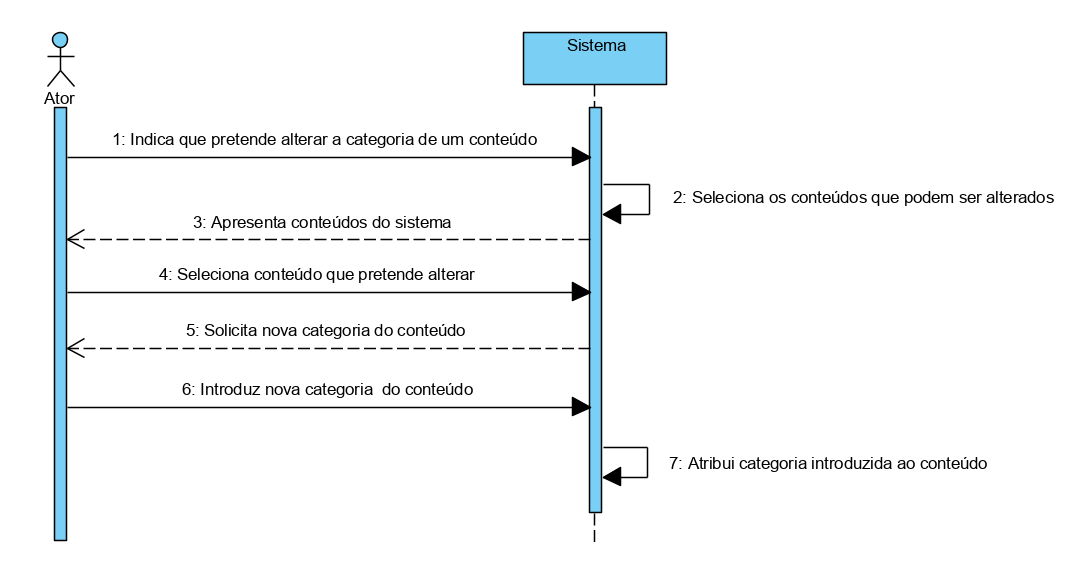 Sistema
Ator
1: Indica que pretende alterar a categoria de um conteúdo
2: Seleciona os conteúdos que podem ser alterados
3: Apresenta conteúdos do sistema
4: Seleciona conteúdo que pretende alterar
5: Solicita nova categoria do conteúdo
6: Introduz nova categoria  do conteúdo
7: Atribui categoria introduzida ao conteúdo